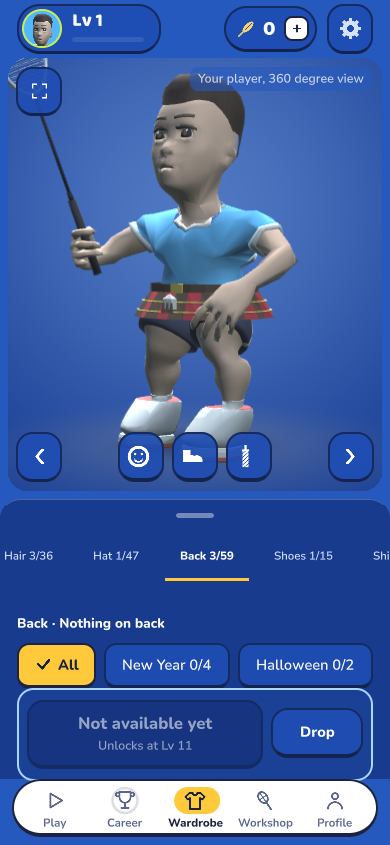 Lv 1
0
+
Your player, 360 degree view
Hair 3/36
Hat 1/47
Back 3/59
Shoes 1/15
Shi
Back · Nothing on back
All
New Year 0/4
Halloween 0/2
Not available yet
Unlocks at Lv 11
Drop
Play
Career
Wardrobe
Workshop
Profile